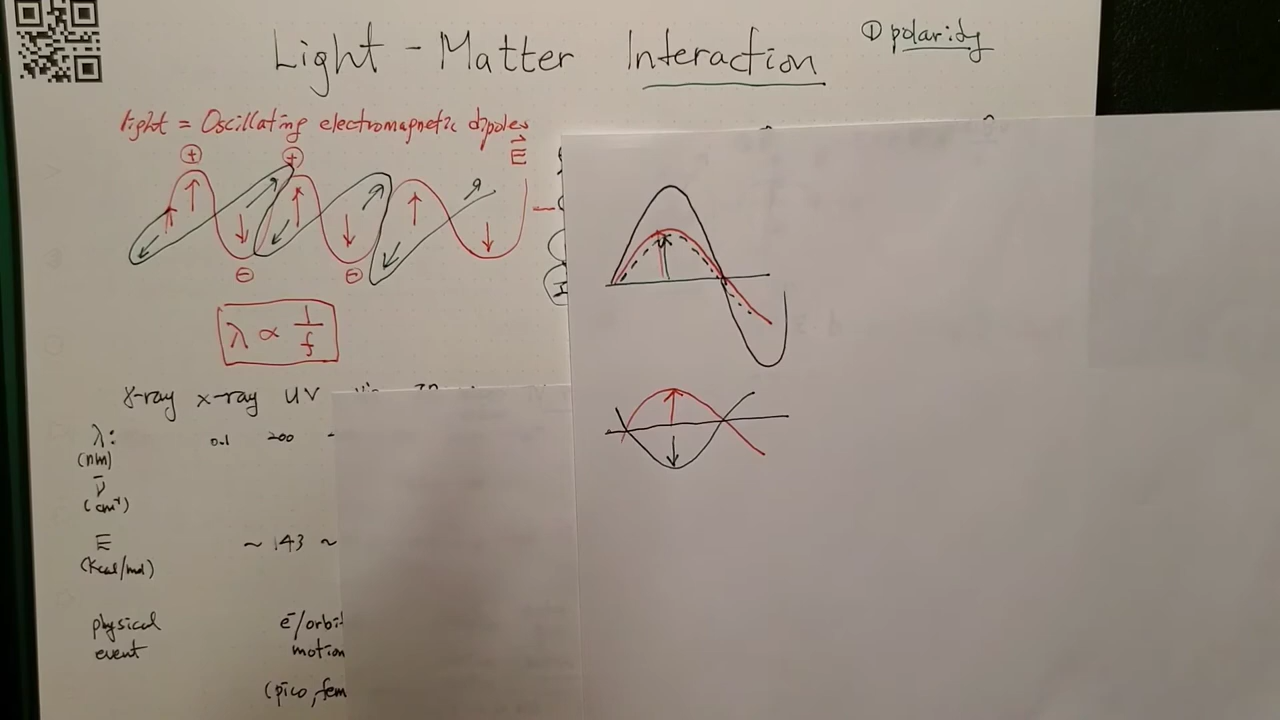 Light - Matter Interaction
① polarity
light = Oscillating electromagnetic dipoles
⊕ ⊕ E⃗
⊖ ⊖
λ ∝ 1/f
γ-ray x-ray UV
λ: 0.1 200 -
(nm)
ν̄
(cm⁻¹)
E ~ 143 ~
(Kcal/mol)
physical e⁻/orbit
event motion
(pico, fem